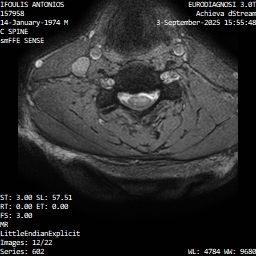 IFOULIS ANTONIOS
157958
14-January-1974 M
C SPINE
smFFE SENSE
EURODIAGNOSI 3.0T
Achieva dStream
3-September-2025 15:55:48
ST: 3.00 SL: 57.51
RT: 0.00 ET: 0.00
FS: 3.00
MR
LittleEndianExplicit
Images: 12/22
Series: 602
WL: 4784 WW: 9680